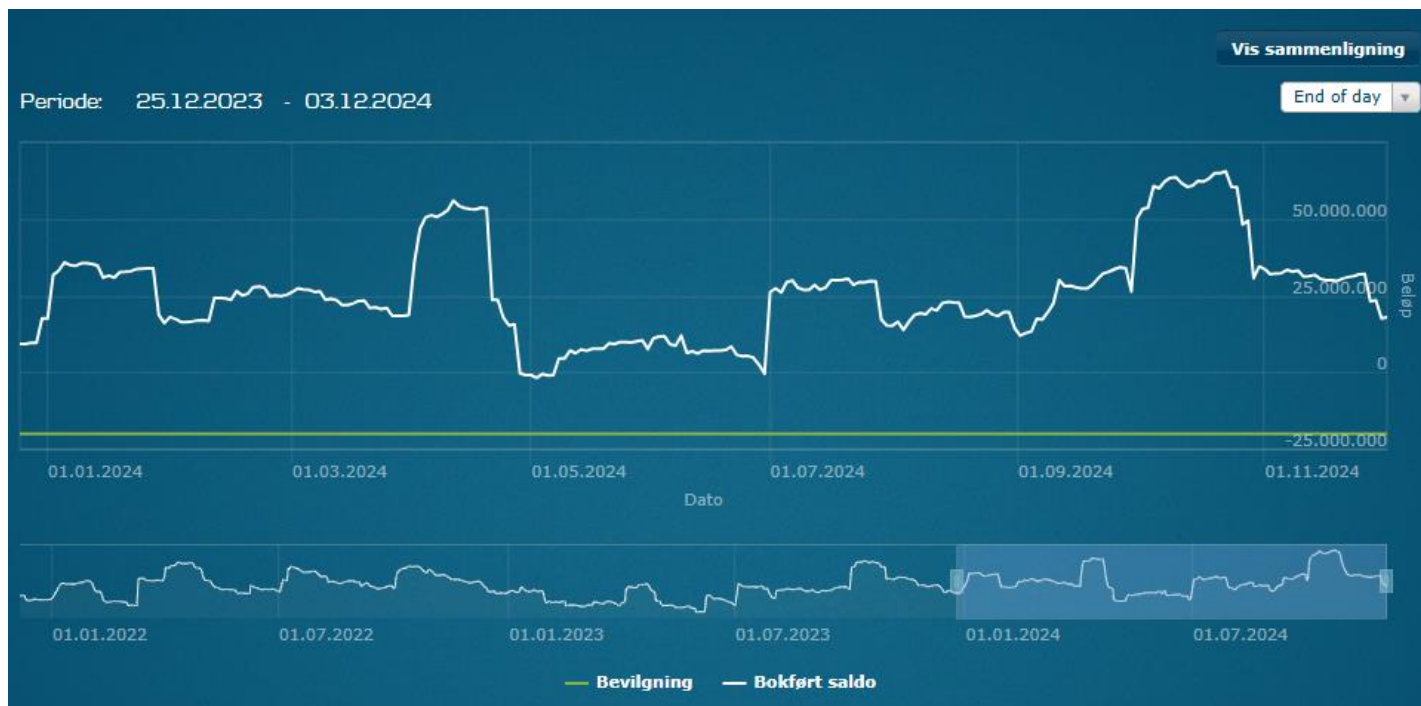 Vis sammenligning
Periode: 25.12.2023 - 03.12.2024
End of day
50.000.000
25.000.000
Beløp
0
-25.000.000
01.01.2024 01.03.2024 01.05.2024 01.07.2024 01.09.2024 01.11.2024
Dato
01.01.2022 01.07.2022 01.01.2023 01.07.2023 01.01.2024 01.07.2024
Bevilgning Bokført saldo